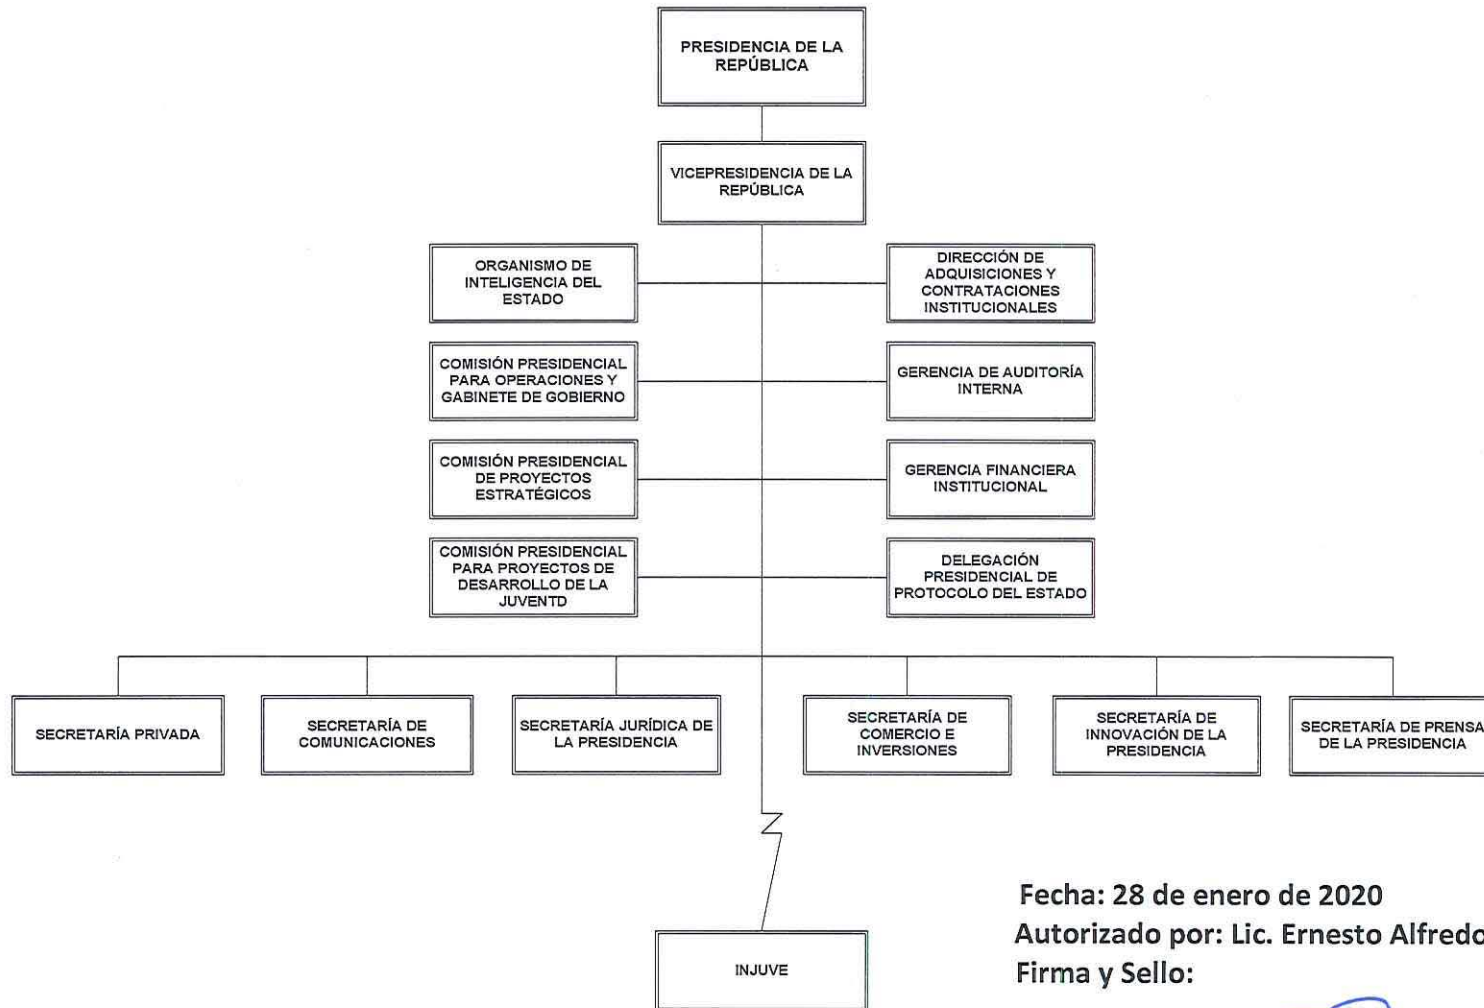 PRESIDENCIA DE LA
REPÚBLICA
VICEPRESIDENCIA DE LA
REPÚBLICA
ORGANISMO DE
INTELIGENCIA DEL
ESTADO
DIRECCIÓN DE
ADQUISICIONES Y
CONTRATACIONES
INSTITUCIONALES
COMISIÓN PRESIDENCIAL
PARA OPERACIONES Y
GABINETE DE GOBIERNO
GERENCIA DE AUDITORÍA
INTERNA
COMISIÓN PRESIDENCIAL
DE PROYECTOS
ESTRATÉGICOS
GERENCIA FINANCIERA
INSTITUCIONAL
COMISIÓN PRESIDENCIAL
PARA PROYECTOS DE
DESARROLLO DE LA
JUVENTD
DELEGACIÓN
PRESIDENCIAL DE
PROTOCOLO DEL ESTADO
SECRETARÍA PRIVADA
SECRETARÍA DE
COMUNICACIONES
SECRETARÍA JURÍDICA DE
LA PRESIDENCIA
SECRETARÍA DE
COMERCIO E
INVERSIONES
SECRETARÍA DE
INNOVACIÓN DE LA
PRESIDENCIA
SECRETARÍA DE PRENSA
DE LA PRESIDENCIA
INJUVE
Fecha: 28 de enero de 2020
Autorizado por: Lic. Ernesto Alfredo
Firma y Sello: